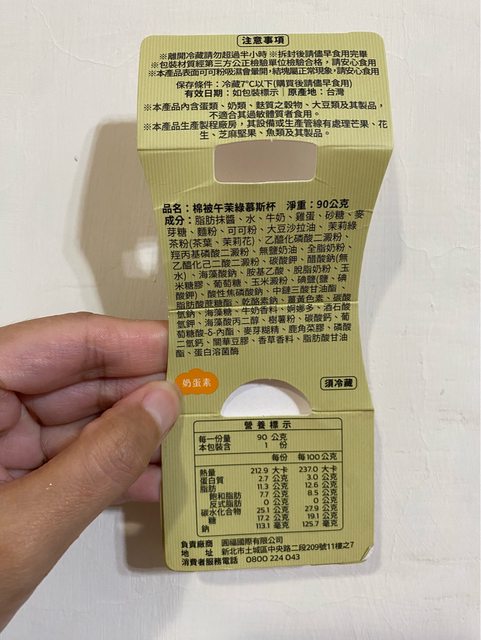 注意事項
※離開冷藏請勿超過半小時※拆封後請儘早食用完畢
※包裝材質經第三方公正檢驗單位檢驗合格，請安心食用
※本產品表面可可粉吸濕會暈開，結塊屬正常現象，請安心食用
保存條件：冷藏7°C以下(購買後請儘早食用)
有效日期：如包裝標示｜原產地：台灣
※本產品內含蛋類、奶類、麩質之穀物、大豆類及其製品，
不適合其過敏體質者食用。
※本產品生產製程廠房，其設備或生產管線有處理芒果、花
生、芝麻堅果、魚類及其製品。
品名：棉被午茉綠慕斯杯 淨重：90公克
成分：脂肪抹醬、水、牛奶、雞蛋、砂糖、麥
芽糖、麵粉、可可粉、大豆沙拉油、茉莉綠
茶粉(茶葉、茉莉花)、乙醯化磷酸二澱粉、
羥丙基磷酸二澱粉、無鹽奶油、全脂奶粉、
乙醯化己二酸二澱粉、碳酸鉀、醋酸鈉(無
水)、海藻酸鈉、胺基乙酸、脫脂奶粉、玉
米糖膠、葡萄糖、玉米澱粉、碘鹽(鹽、碘
酸鉀)、酸性焦磷酸鈉、中鏈三酸甘油酯、
脂肪酸蔗糖酯、乾酪素鈉、薑黃色素、碳酸
氫鈉、海藻糖、牛奶香料、婀娜多、酒石酸
氫鉀、海藻酸丙二醇、樹薯粉、碳酸鈣、葡
萄糖酸-δ-內酯、麥芽糊精、鹿角菜膠、磷酸
二氫鈣、關華豆膠、香草香料、脂肪酸甘油
酯、蛋白溶菌酶
奶蛋素
須冷藏
營養標示
每一份量 90 公克
本包裝含 1 份
每份 每100公克
熱量 212.9 大卡 237.0 大卡
蛋白質 2.7 公克 3.0 公克
脂肪 11.3 公克 12.6 公克
飽和脂肪 7.7 公克 8.5 公克
反式脂肪 0 公克 0 公克
碳水化合物 25.1 公克 27.9 公克
糖 17.2 公克 19.1 公克
鈉 113.1 毫克 125.7 毫克
負責廠商 圓福國際有限公司
地 址 新北市土城區中央路二段209號11樓之7
消費者服務電話 0800 224 043